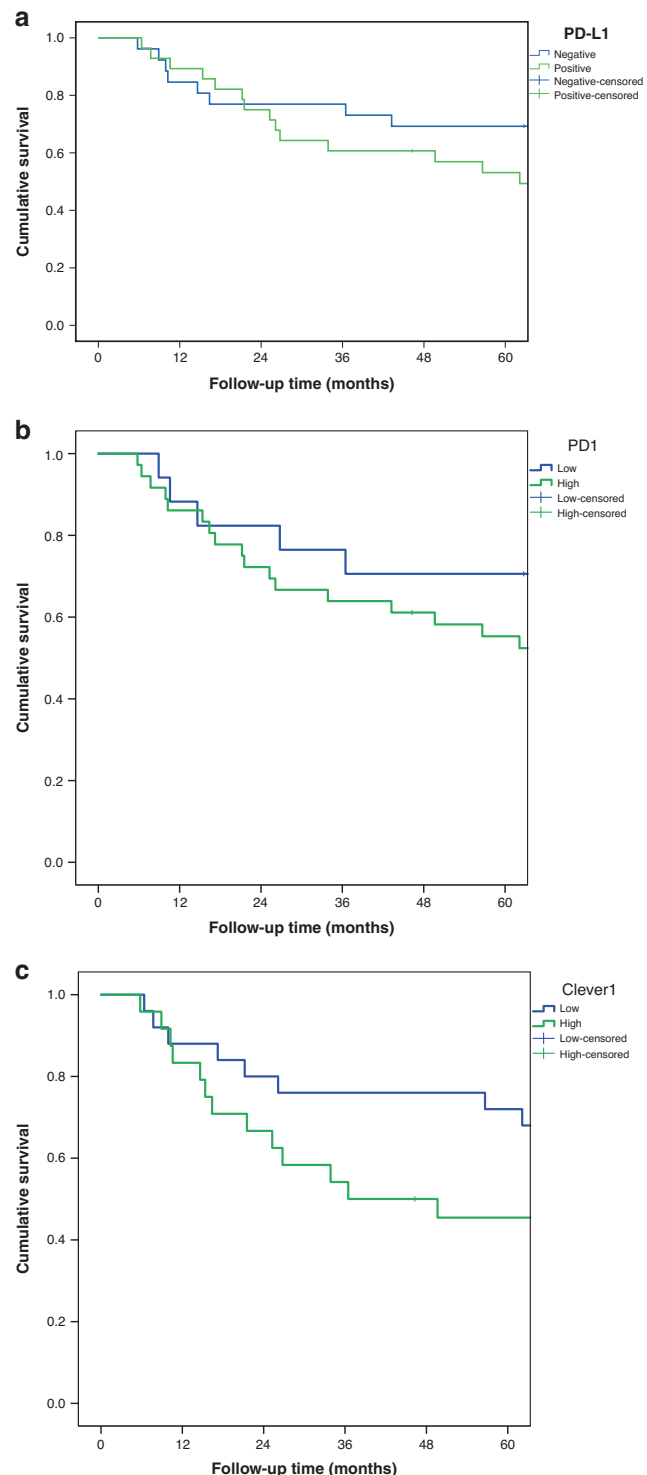 a
PD-L1
Negative
Positive
Negative-censored
Positive-censored
1.0
0.8
0.6
0.4
0.2
0.0
Cumulative survival
0 12 24 36 48 60
Follow-up time (months)
b
PD1
Low
High
Low-censored
High-censored
1.0
0.8
0.6
0.4
0.2
0.0
Cumulative survival
0 12 24 36 48 60
Follow-up time (months)
c
Clever1
Low
High
Low-censored
High-censored
1.0
0.8
0.6
0.4
0.2
0.0
Cumulative survival
0 12 24 36 48 60
Follow-up time (months)